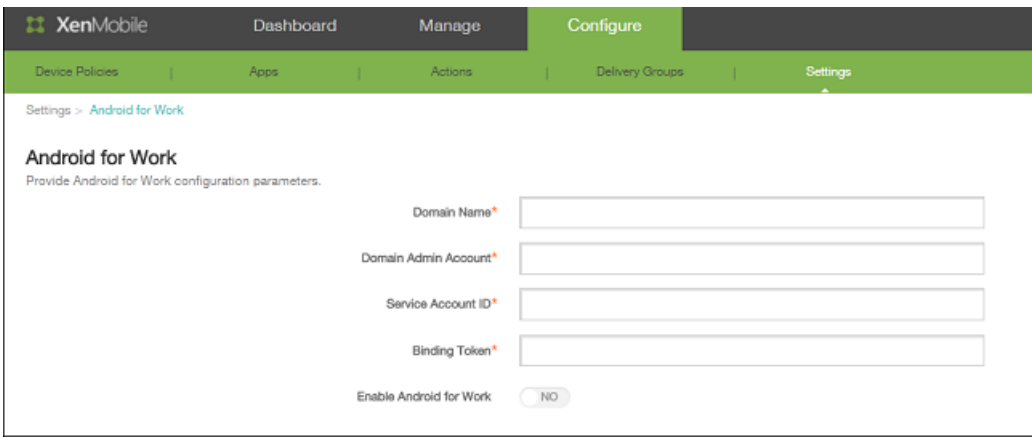 XenMobile Dashboard Manage Configure
Device Policies | Apps | Actions | Delivery Groups | Settings
Settings > Android for Work
Android for Work
Provide Android for Work configuration parameters.
Domain Name*
Domain Admin Account*
Service Account ID*
Binding Token*
Enable Android for Work NO